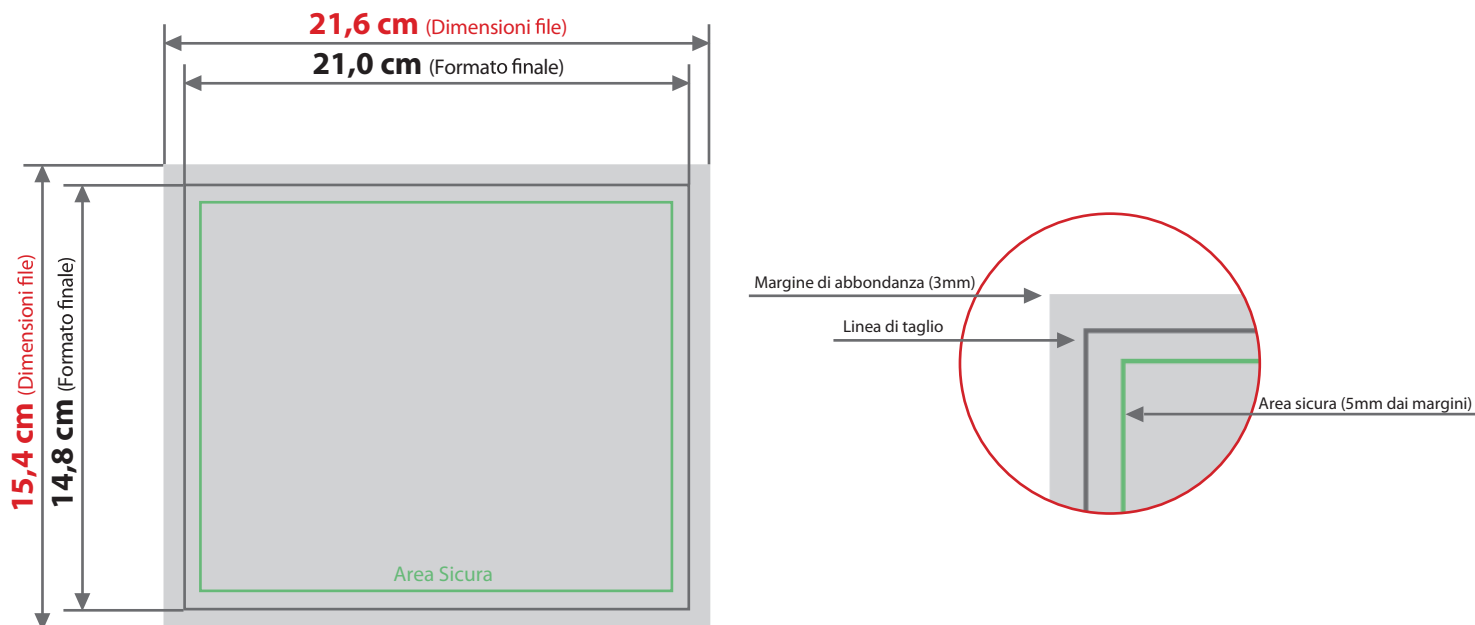 21,6 cm (Dimensioni file)
21,0 cm (Formato finale)
15,4 cm (Dimensioni file)
14,8 cm (Formato finale)
Area Sicura
Margine di abbondanza (3mm)
Linea di taglio
Area sicura (5mm dai margini)